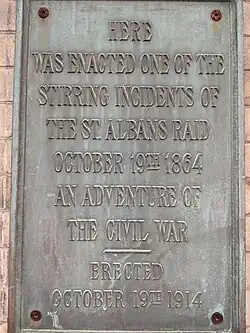 HERE
WAS ENACTED ONE OF THE
STIRRING INCIDENTS OF
THE ST. ALBANS RAID
OCTOBER 19TH 1864
AN ADVENTURE OF
THE CIVIL WAR
ERECTED
OCTOBER 19TH 1914